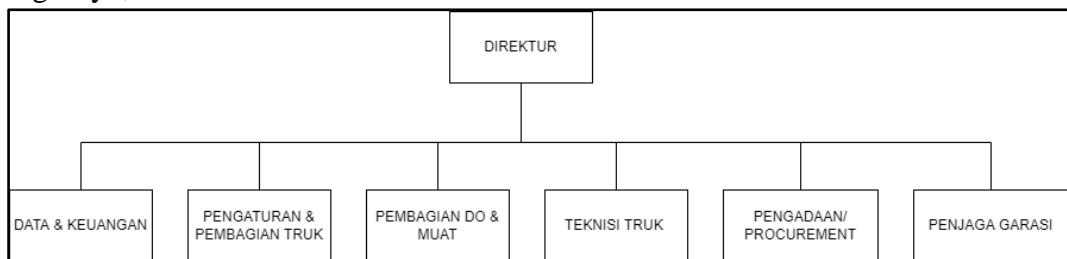 DIREKTUR
DATA & KEUANGAN
PENGATURAN &
PEMBAGIAN TRUK
PEMBAGIAN DO &
MUAT
TEKNISI TRUK
PENGADAAN/
PROCUREMENT
PENJAGA GARASI